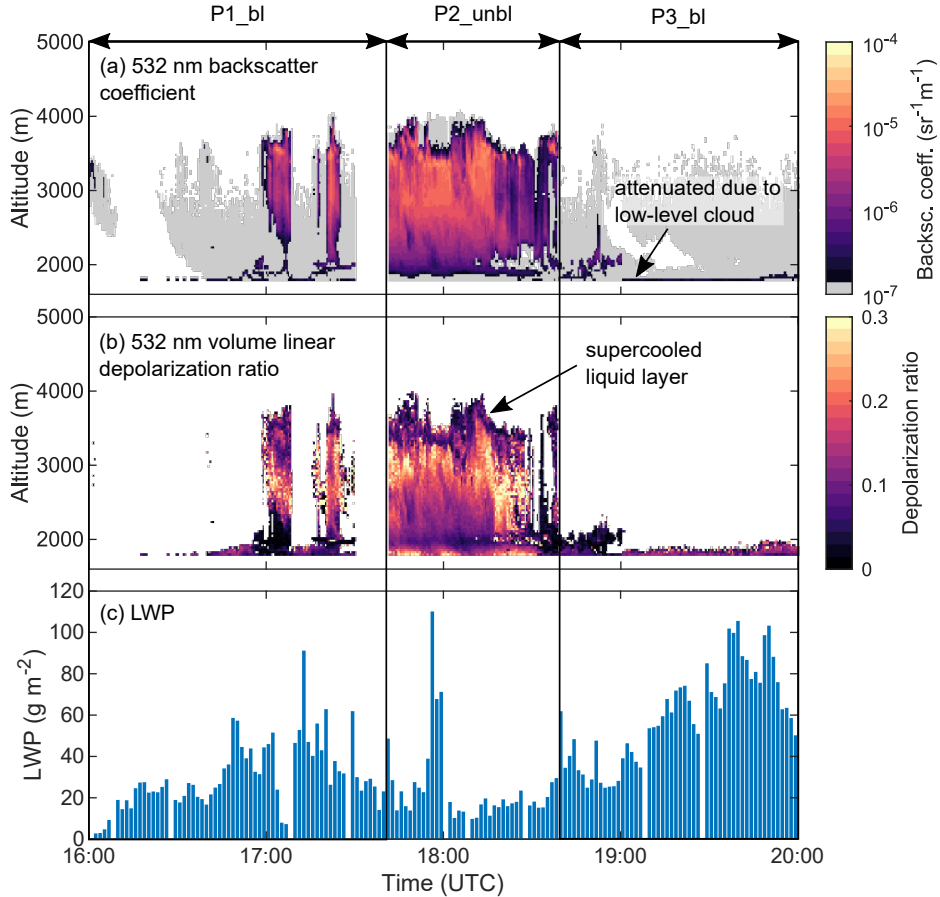 P1_bl P2_unbl P3_bl
5000
4000
3000
2000
Altitude (m)
(a) 532 nm backscatter
coefficient
attenuated due to
low-level cloud
10⁻⁴
10⁻⁵
10⁻⁶
10⁻⁷
Backsc. coeff. (sr⁻¹m⁻¹)
5000
4000
3000
2000
Altitude (m)
(b) 532 nm volume linear
depolarization ratio
supercooled
liquid layer
0.3
0.2
0.1
0
Depolarization ratio
120
100
80
60
40
20
0
LWP (g m⁻²)
(c) LWP
16:00 17:00 18:00 19:00 20:00
Time (UTC)